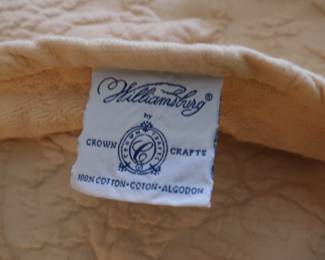 Williamsburg®
by
CROWN CRAFTS
C
100% COTTON·COTON·ALGODON